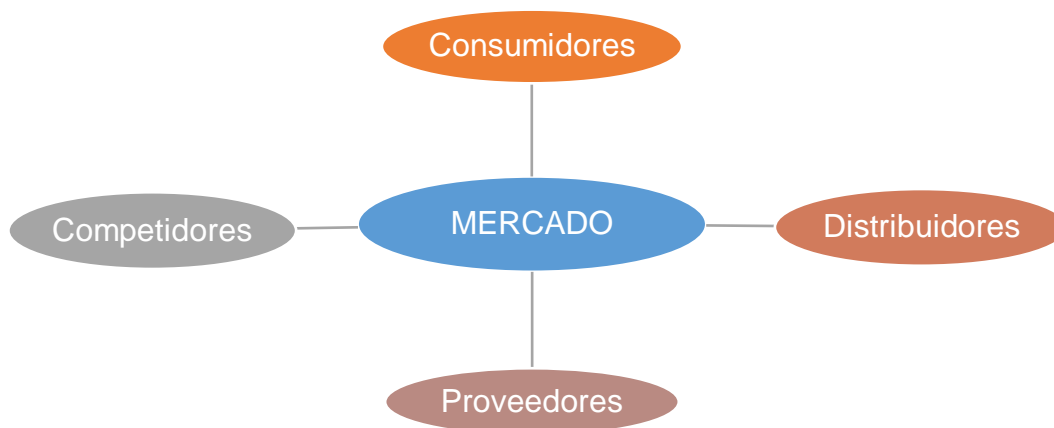 Consumidores
Competidores
MERCADO
Distribuidores
Proveedores